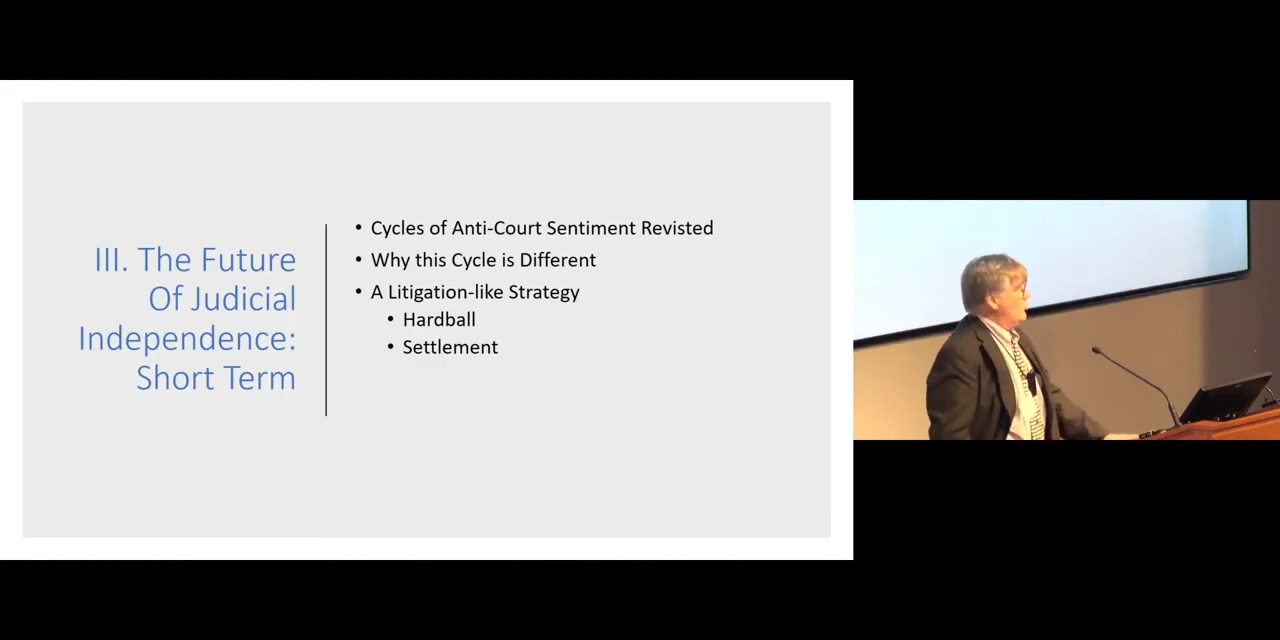 III. The Future
Of Judicial
Independence:
Short Term
• Cycles of Anti-Court Sentiment Revisted
• Why this Cycle is Different
• A Litigation-like Strategy
• Hardball
• Settlement